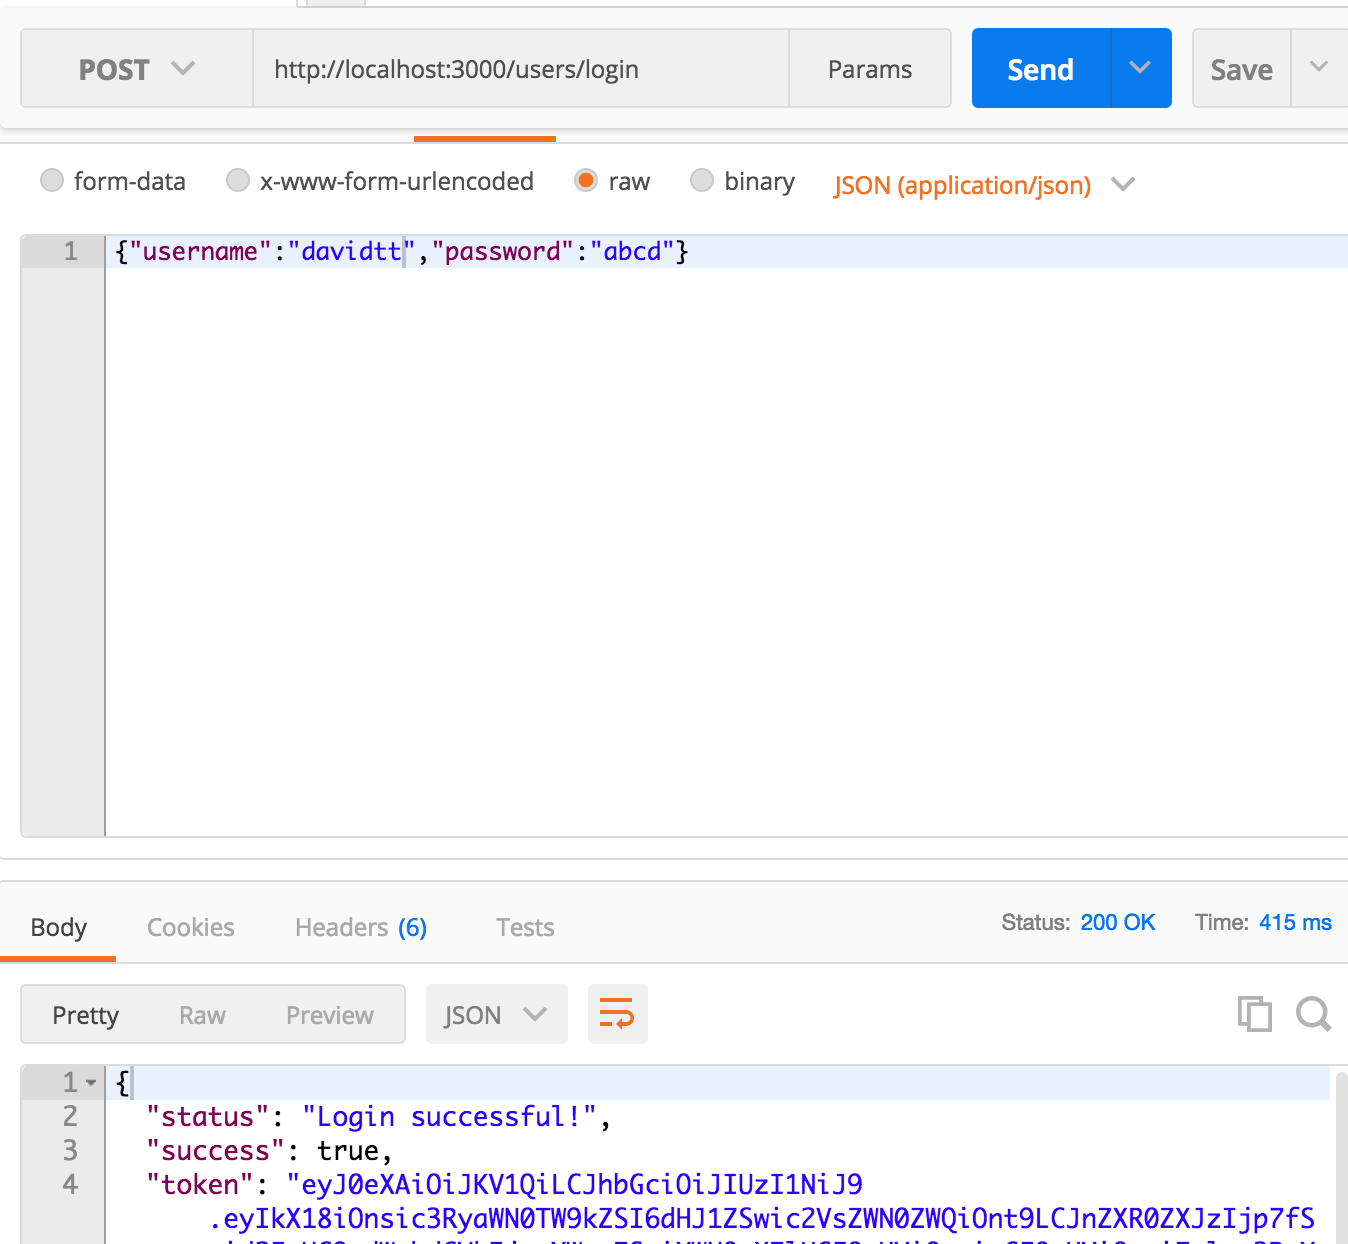 POST http://localhost:3000/users/login Params Send Save
form-data x-www-form-urlencoded raw binary JSON (application/json)
1 {"username":"davidtt","password":"abcd"}
Body Cookies Headers (6) Tests Status: 200 OK Time: 415 ms
Pretty Raw Preview JSON
1 {
2 "status": "Login successful!",
3 "success": true,
4 "token": "eyJ0eXAiOiJKV1QiLCJhbGciOiJIUzI1NiJ9
.eyIkX18iOnsic3RyaWN0TW9kZSI6dHJ1ZSwic2VsZWN0ZWQiOnt9LCJnZXR0ZXJzIjp7fS